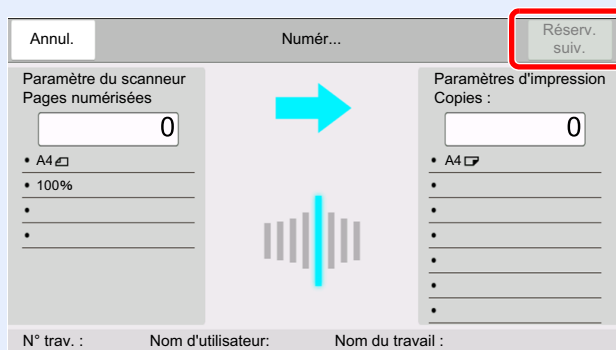 Annul.
Numér...
Réserv.
suiv.
Paramètre du scanneur
Pages numérisées
0
• A4
• 100%
•
•
Paramètres d'impression
Copies :
0
• A4
•
•
•
•
•
•
N° trav. :
Nom d'utilisateur:
Nom du travail :